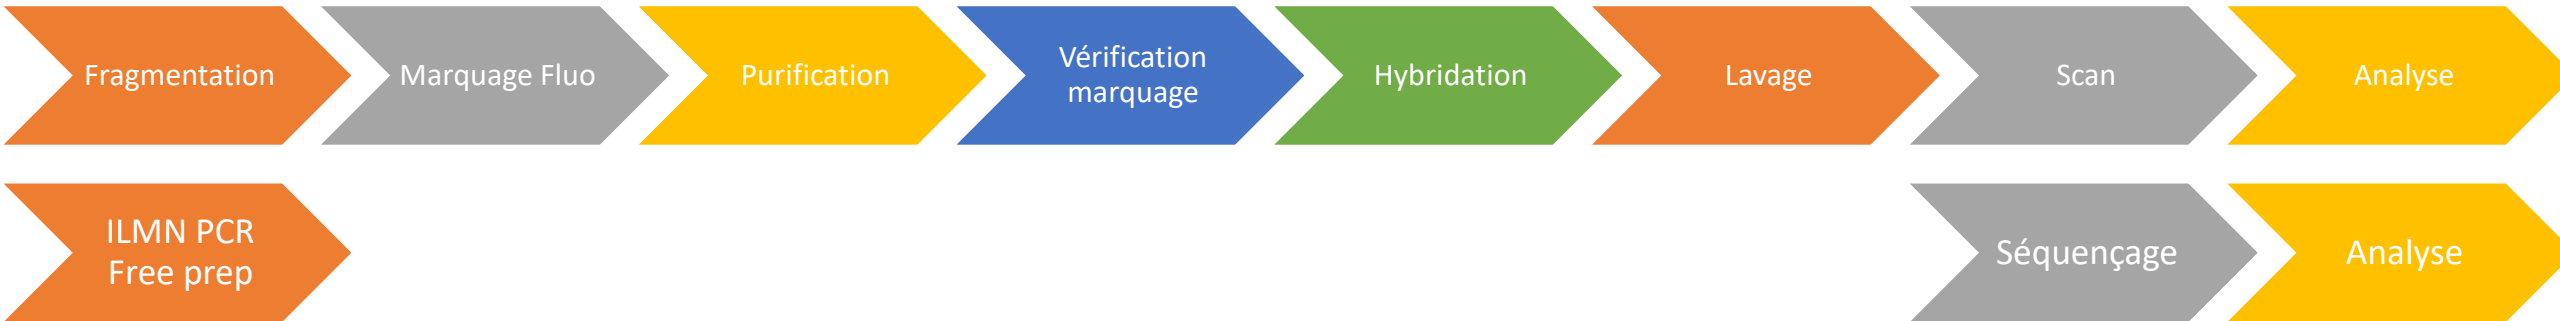 Fragmentation
Marquage Fluo
Purification
Vérification
marquage
Hybridation
Lavage
Scan
Analyse
ILMN PCR
Free prep
Séquençage
Analyse